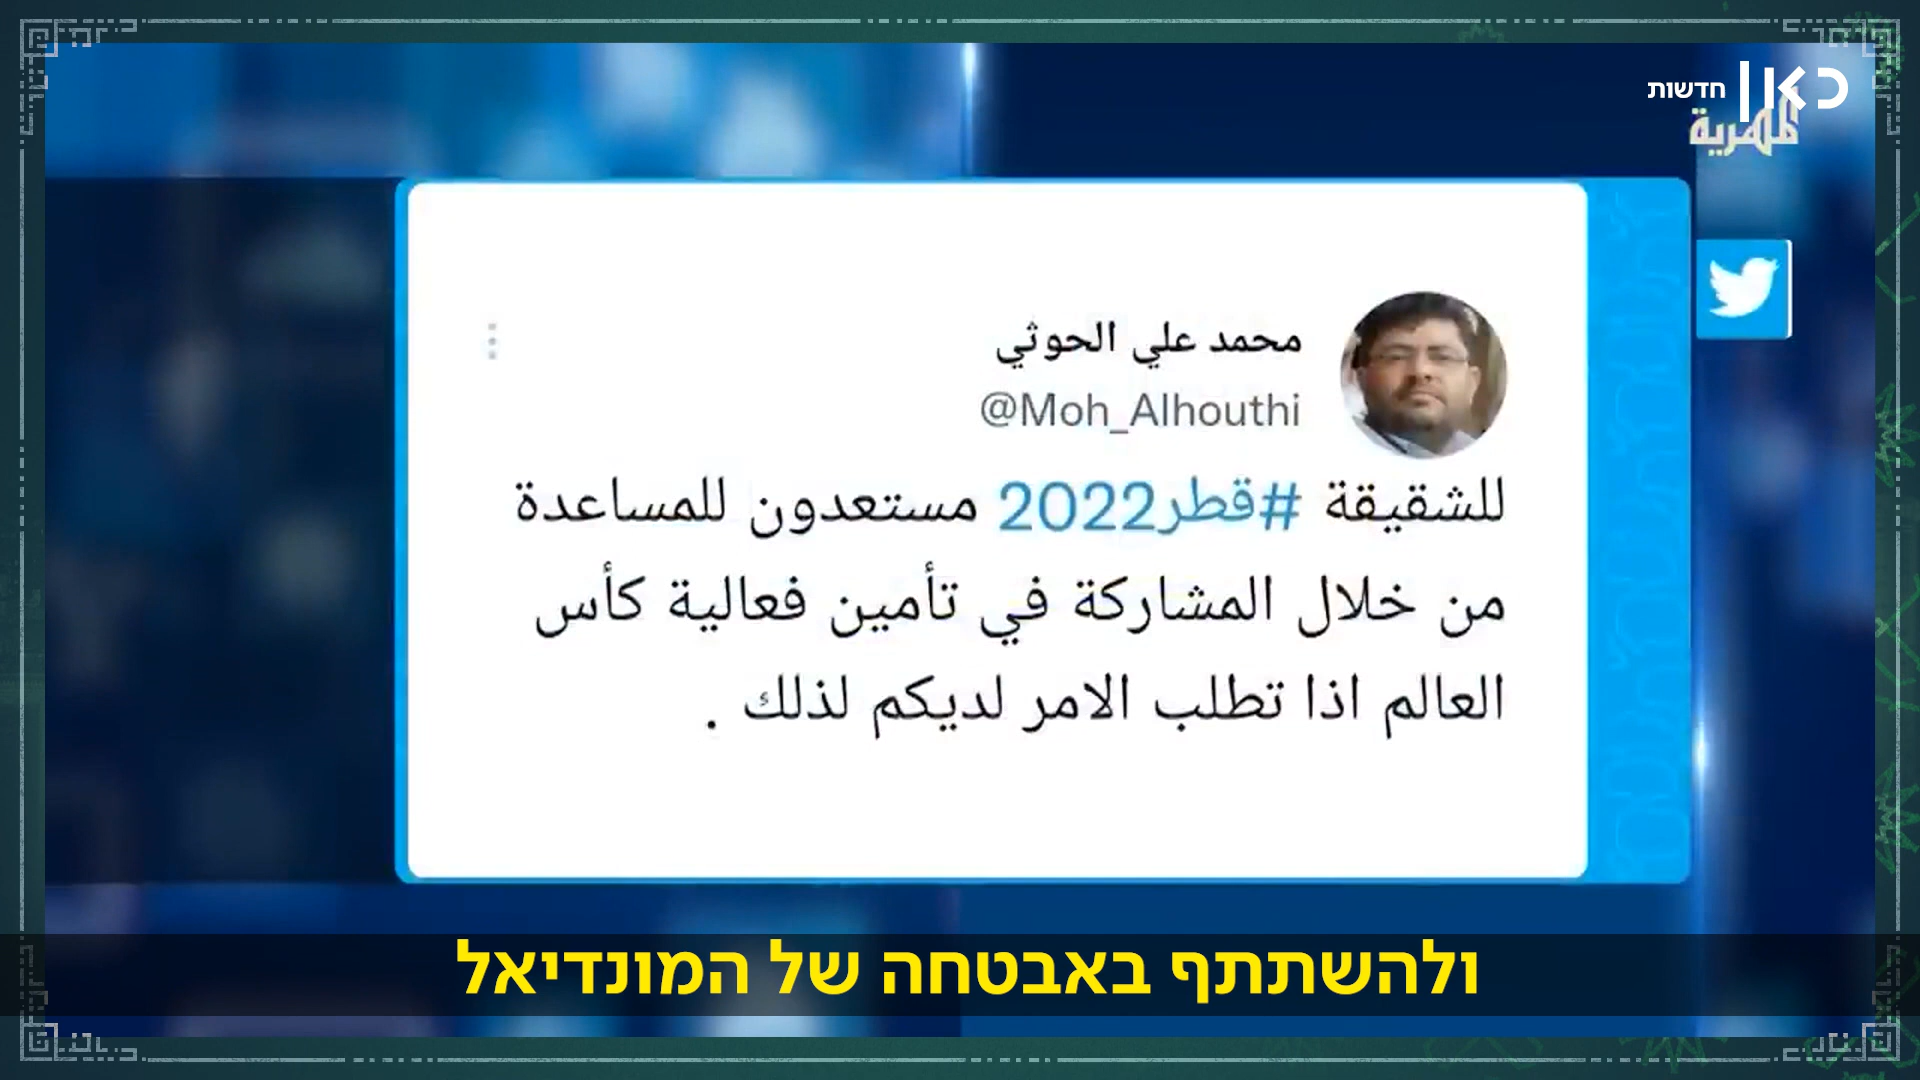 כאן | חדשות
المهرية
محمد علي الحوثي
@Moh_Alhouthi
للشقيقة #قطر2022 مستعدون للمساعدة
من خلال المشاركة في تأمين فعالية كأس
العالم اذا تطلب الامر لديكم لذلك .
ולהשתתף באבטחה של המונדיאל